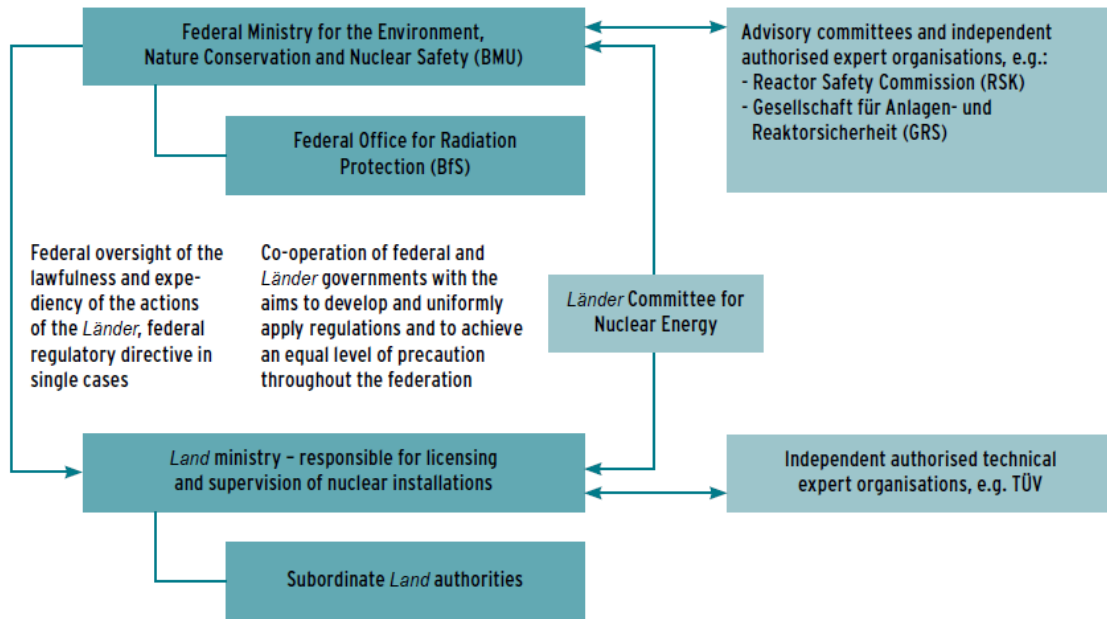 Federal Ministry for the Environment,
Nature Conservation and Nuclear Safety (BMU)
Advisory committees and independent
authorised expert organisations, e.g.:
- Reactor Safety Commission (RSK)
- Gesellschaft für Anlagen- und
Reaktorsicherheit (GRS)
Federal Office for Radiation
Protection (BfS)
Federal oversight of the
lawfulness and expe-
diency of the actions
of the Länder, federal
regulatory directive in
single cases
Co-operation of federal and
Länder governments with the
aims to develop and uniformly
apply regulations and to achieve
an equal level of precaution
throughout the federation
Länder Committee for
Nuclear Energy
Land ministry – responsible for licensing
and supervision of nuclear installations
Independent authorised technical
expert organisations, e.g. TÜV
Subordinate Land authorities